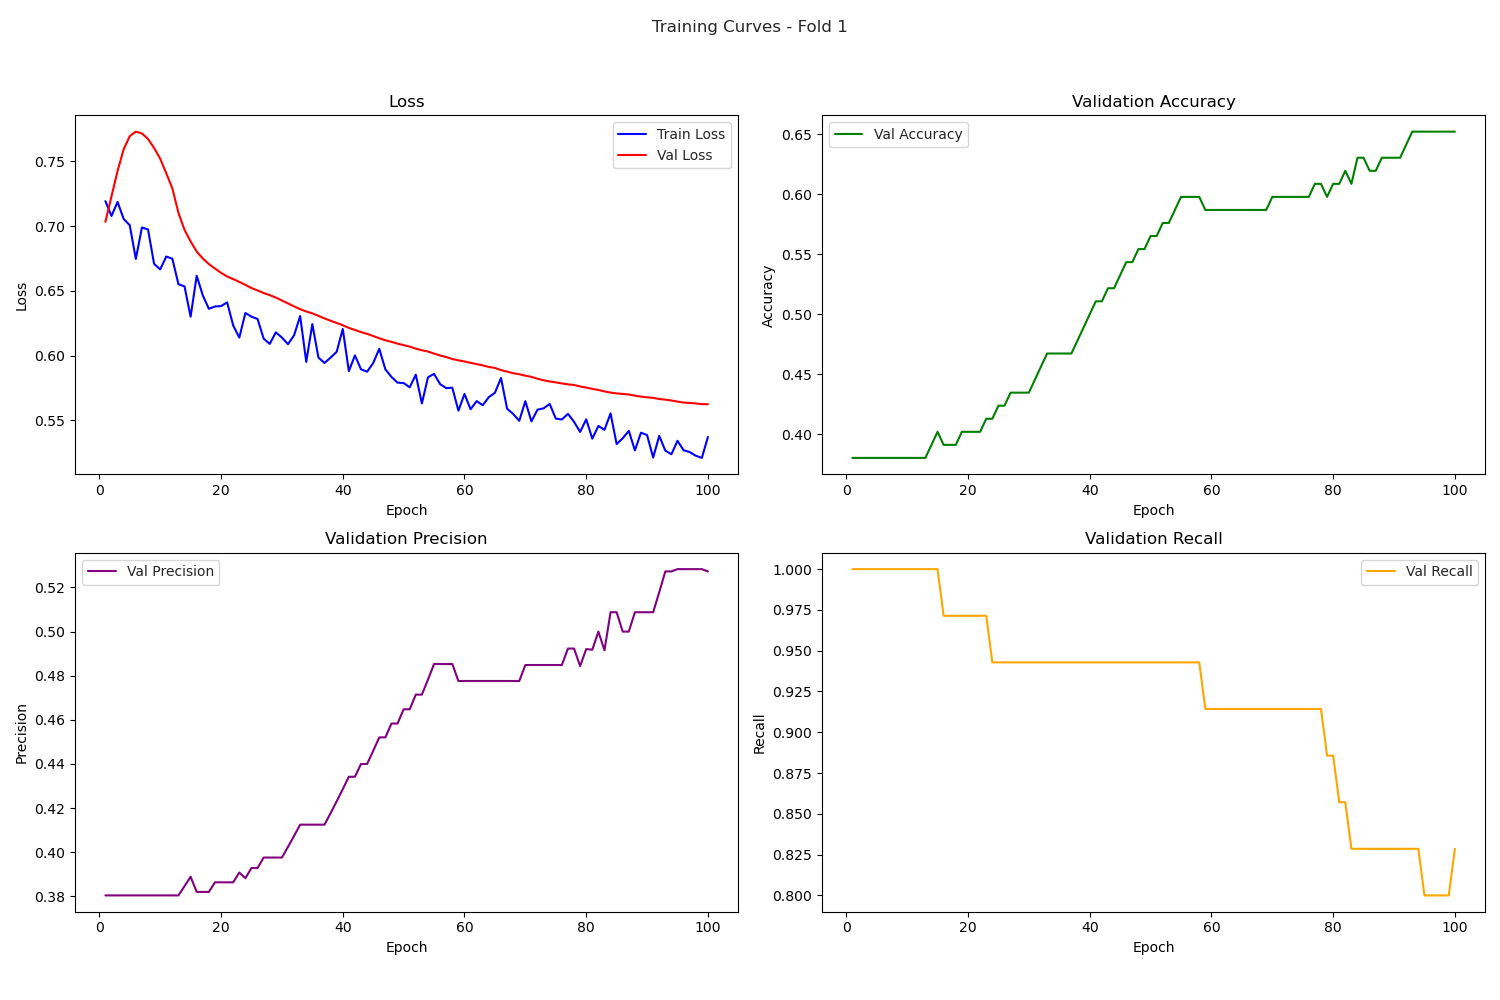 Training Curves - Fold 1
Loss
Train Loss
Val Loss
0.75
0.70
0.65
0.60
0.55
Loss
0 20 40 60 80 100
Epoch
Validation Accuracy
Val Accuracy
0.65
0.60
0.55
0.50
0.45
0.40
Accuracy
0 20 40 60 80 100
Epoch
Validation Precision
Val Precision
0.52
0.50
0.48
0.46
0.44
0.42
0.40
0.38
Precision
0 20 40 60 80 100
Epoch
Validation Recall
Val Recall
1.000
0.975
0.950
0.925
0.900
0.875
0.850
0.825
0.800
Recall
0 20 40 60 80 100
Epoch